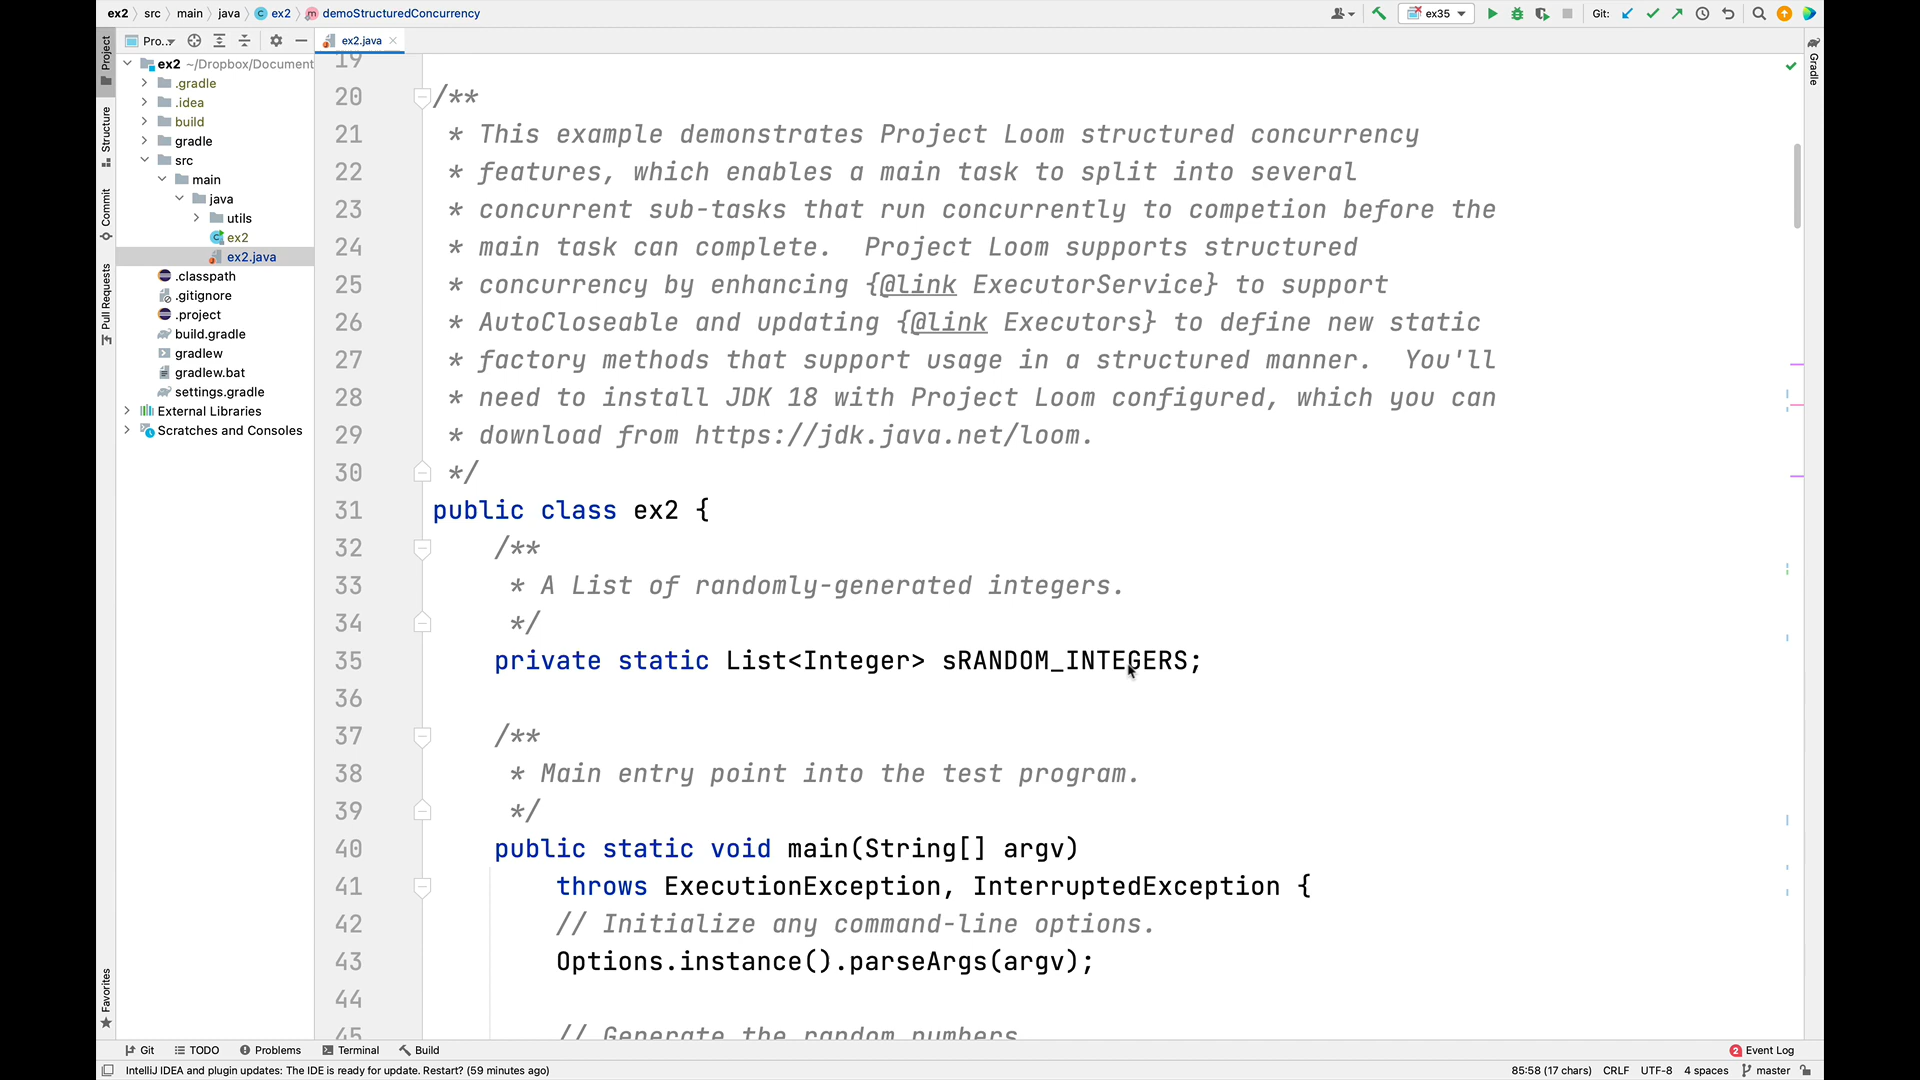 ex2 src main java ex2 demoStructuredConcurrency ex35 Git:
Pro... ex2.java
Project
Structure
Commit
Pull Requests
Favorites
ex2 ~/Dropbox/Document
.gradle
.idea
build
gradle
src
main
java
utils
ex2
ex2.java
.classpath
.gitignore
.project
build.gradle
gradlew
gradlew.bat
settings.gradle
External Libraries
Scratches and Consoles
19
20 /**
21 * This example demonstrates Project Loom structured concurrency
22 * features, which enables a main task to split into several
23 * concurrent sub-tasks that run concurrently to competion before the
24 * main task can complete. Project Loom supports structured
25 * concurrency by enhancing {@link ExecutorService} to support
26 * AutoCloseable and updating {@link Executors} to define new static
27 * factory methods that support usage in a structured manner. You'll
28 * need to install JDK 18 with Project Loom configured, which you can
29 * download from https://jdk.java.net/loom.
30 */
31 public class ex2 {
32 /**
33 * A List of randomly-generated integers.
34 */
35 private static List<Integer> sRANDOM_INTEGERS;
36
37 /**
38 * Main entry point into the test program.
39 */
40 public static void main(String[] argv)
41 throws ExecutionException, InterruptedException {
42 // Initialize any command-line options.
43 Options.instance().parseArgs(argv);
44
45 // Generate the random numbers
Gradle
Git TODO Problems Terminal Build 2 Event Log
IntelliJ IDEA and plugin updates: The IDE is ready for update. Restart? (59 minutes ago) 85:58 (17 chars) CRLF UTF-8 4 spaces master